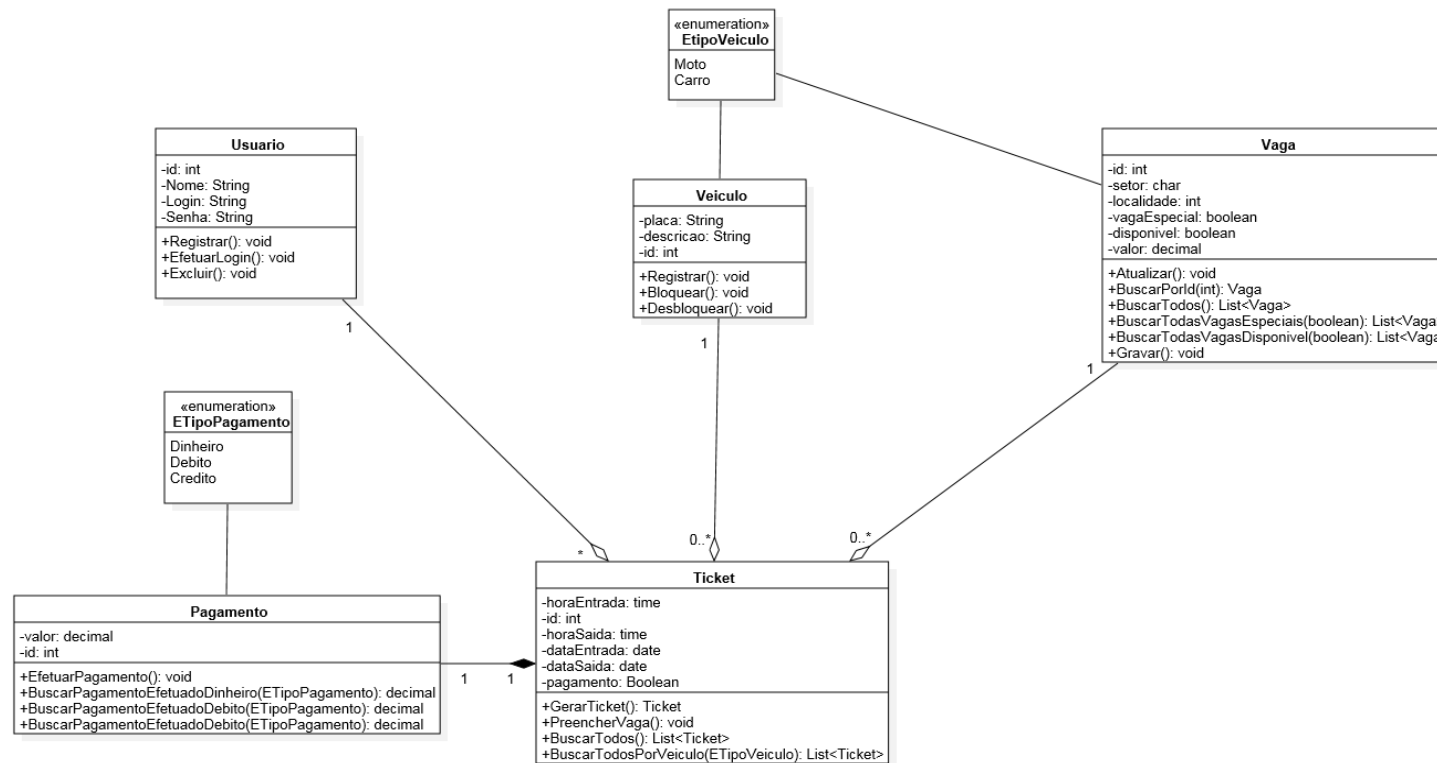 «enumeration»
EtipoVeiculo
Moto
Carro
Usuario
-id: int
-Nome: String
-Login: String
-Senha: String
+Registrar(): void
+EfetuarLogin(): void
+Excluir(): void
1
Veiculo
-placa: String
-descricao: String
-id: int
+Registrar(): void
+Bloquear(): void
+Desbloquear(): void
1
Vaga
-id: int
-setor: char
-localidade: int
-vagaEspecial: boolean
-disponivel: boolean
-valor: decimal
+Atualizar(): void
+BuscarPorId(int): Vaga
+BuscarTodos(): List<Vaga>
+BuscarTodasVagasEspeciais(boolean): List<Vaga
+BuscarTodasVagasDisponivel(boolean): List<Vaga
+Gravar(): void
1
«enumeration»
ETipoPagamento
Dinheiro
Debito
Credito
*
0..*
0..*
Pagamento
-valor: decimal
-id: int
+EfetuarPagamento(): void
+BuscarPagamentoEfetuadoDinheiro(ETipoPagamento): decimal
+BuscarPagamentoEfetuadoDebito(ETipoPagamento): decimal
+BuscarPagamentoEfetuadoDebito(ETipoPagamento): decimal
1
1
Ticket
-horaEntrada: time
-id: int
-horaSaida: time
-dataEntrada: date
-dataSaida: date
-pagamento: Boolean
+GerarTicket(): Ticket
+PreencherVaga(): void
+BuscarTodos(): List<Ticket>
+BuscarTodosPorVeiculo(ETipoVeiculo): List<Ticket>